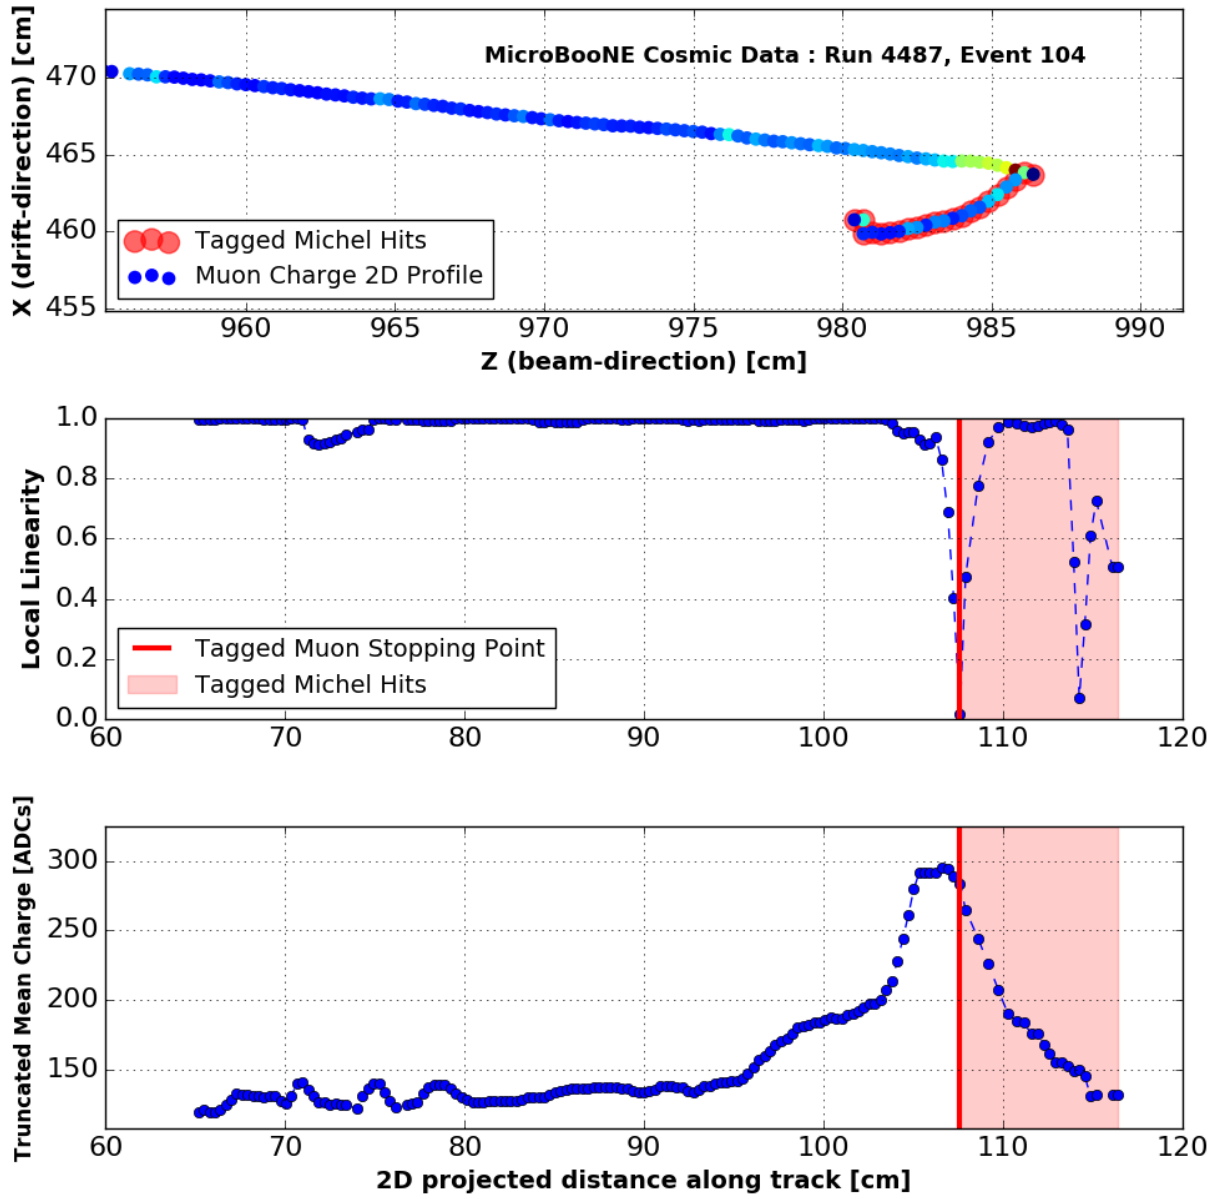 MicroBooNE Cosmic Data : Run 4487, Event 104
X (drift-direction) [cm]
470
465
460
455
Tagged Michel Hits
Muon Charge 2D Profile
960 965 970 975 980 985 990
Z (beam-direction) [cm]
Local Linearity
1.0
0.8
0.6
0.4
0.2
0.0
Tagged Muon Stopping Point
Tagged Michel Hits
60 70 80 90 100 110 120
Truncated Mean Charge [ADCs]
300
250
200
150
60 70 80 90 100 110 120
2D projected distance along track [cm]